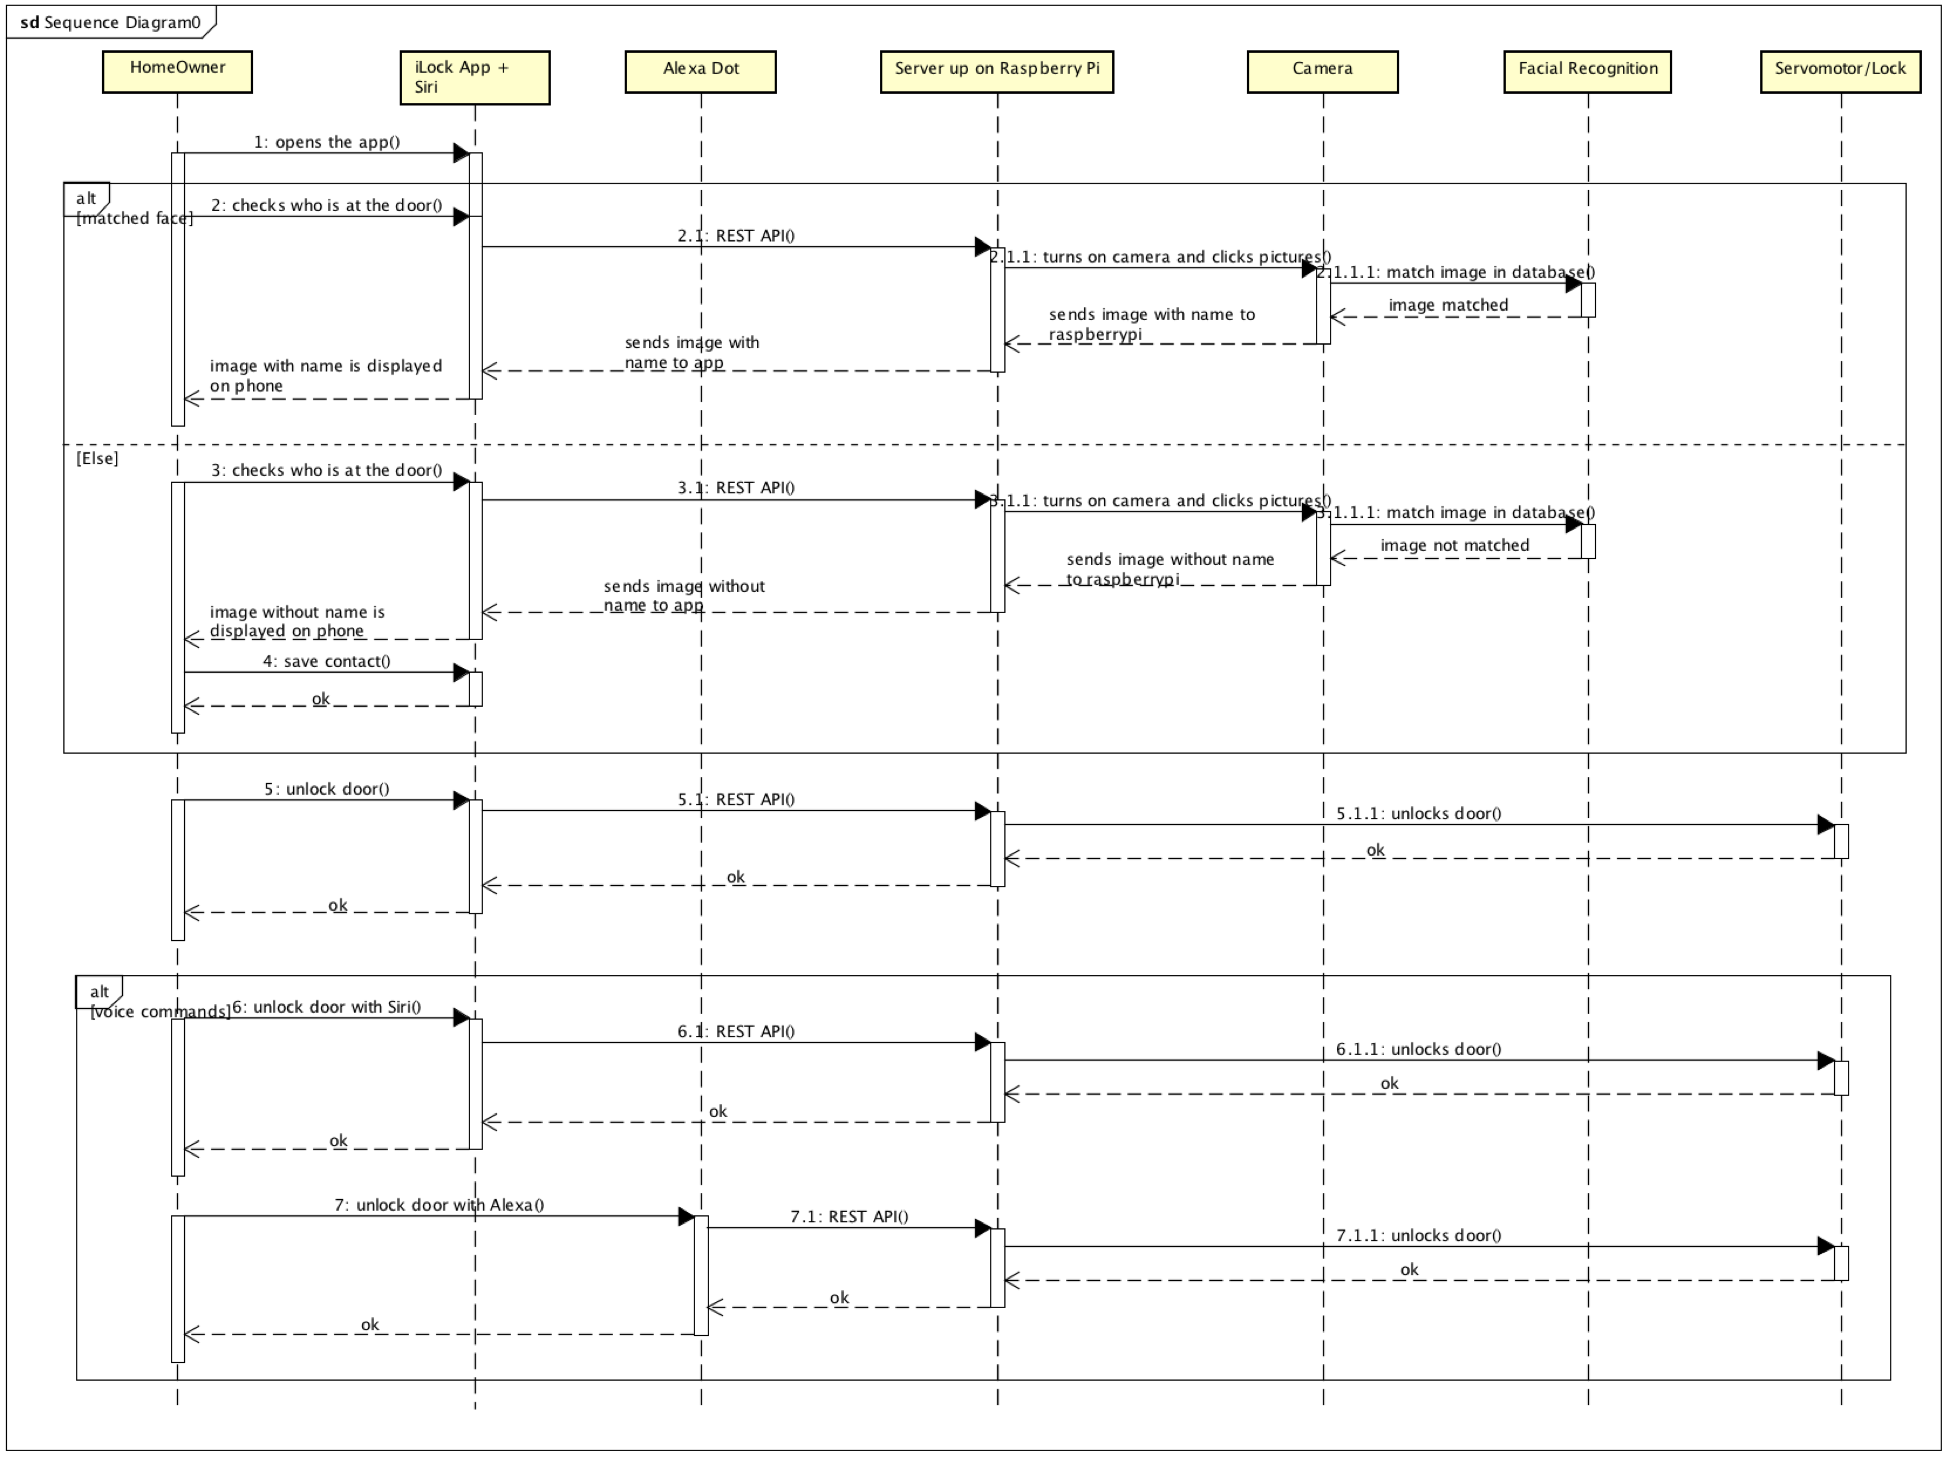 sd Sequence Diagram0
HomeOwner
iLock App +
Siri
Alexa Dot
Server up on Raspberry Pi
Camera
Facial Recognition
Servomotor/Lock
1: opens the app()
alt
[matched face]
2: checks who is at the door()
2.1: REST API()
2.1.1: turns on camera and clicks pictures()
2.1.1.1: match image in database()
image matched
sends image with name to
raspberrypi
sends image with
name to app
image with name is displayed
on phone
[Else]
3: checks who is at the door()
3.1: REST API()
3.1.1: turns on camera and clicks pictures()
3.1.1.1: match image in database()
image not matched
sends image without name
to raspberrypi
sends image without
name to app
image without name is
displayed on phone
4: save contact()
ok
5: unlock door()
5.1: REST API()
5.1.1: unlocks door()
ok
ok
ok
alt
[voice commands]
6: unlock door with Siri()
6.1: REST API()
6.1.1: unlocks door()
ok
ok
ok
7: unlock door with Alexa()
7.1: REST API()
7.1.1: unlocks door()
ok
ok
ok